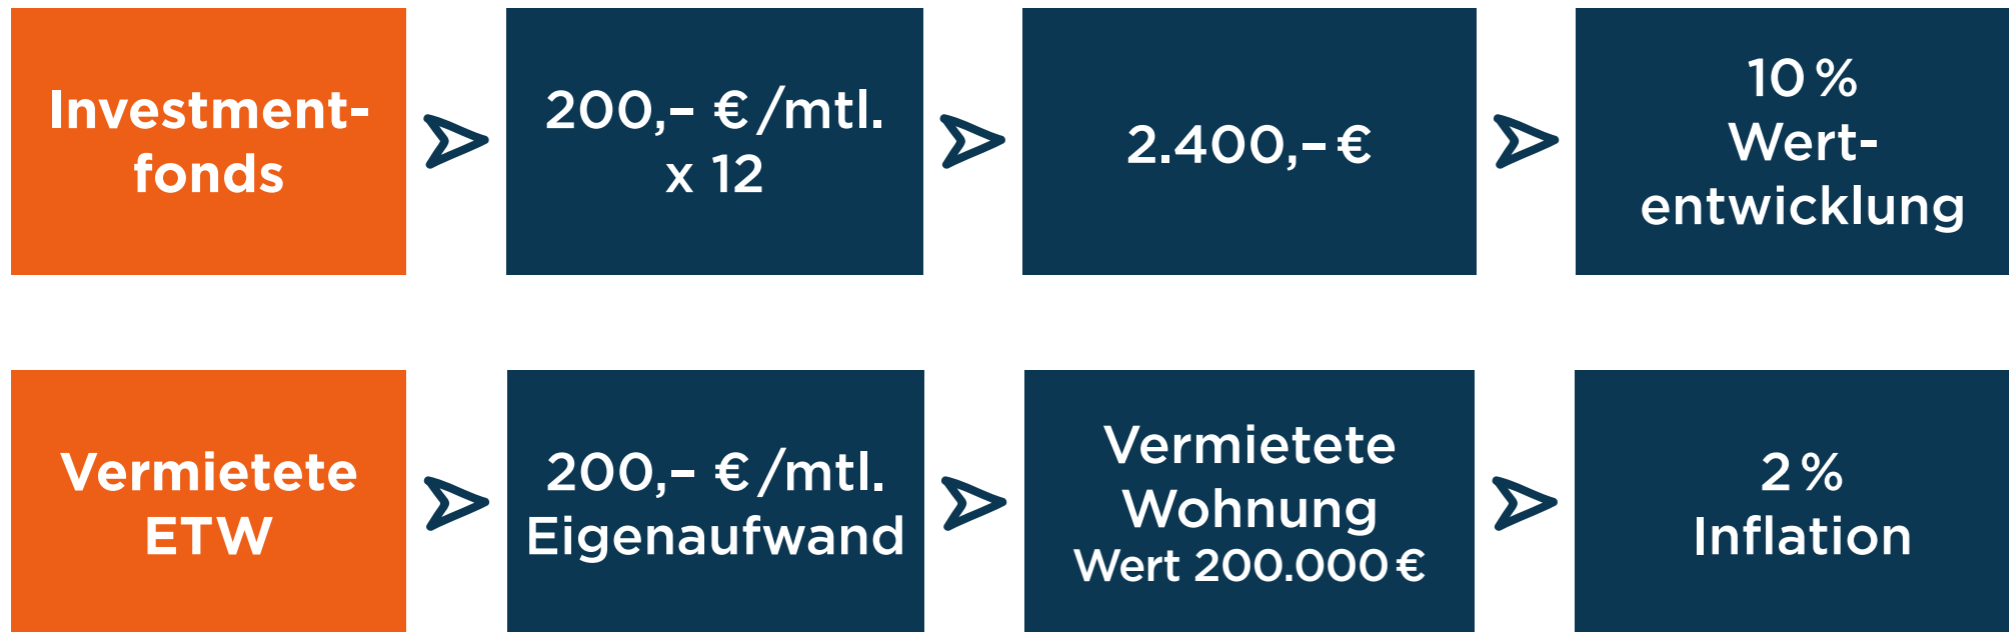 Investment-
fonds
200,– € /mtl.
x 12
2.400,– €
10 %
Wert-
entwicklung
Vermietete
ETW
200,– € /mtl.
Eigenaufwand
Vermietete
Wohnung
Wert 200.000 €
2 %
Inflation